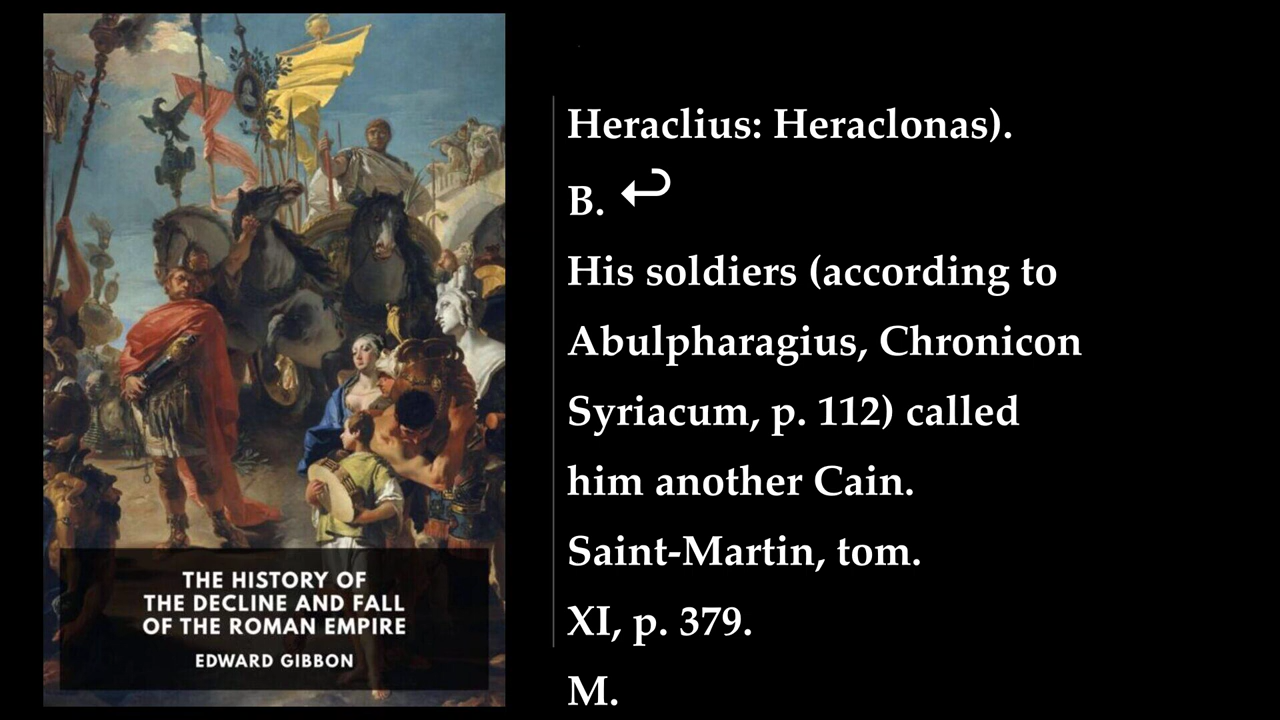 THE HISTORY OF
THE DECLINE AND FALL
OF THE ROMAN EMPIRE
EDWARD GIBBON
Heraclius: Heraclonas).
B. ↩
His soldiers (according to
Abulpharagius, Chronicon
Syriacum, p. 112) called
him another Cain.
Saint-Martin, tom.
XI, p. 379.
M.